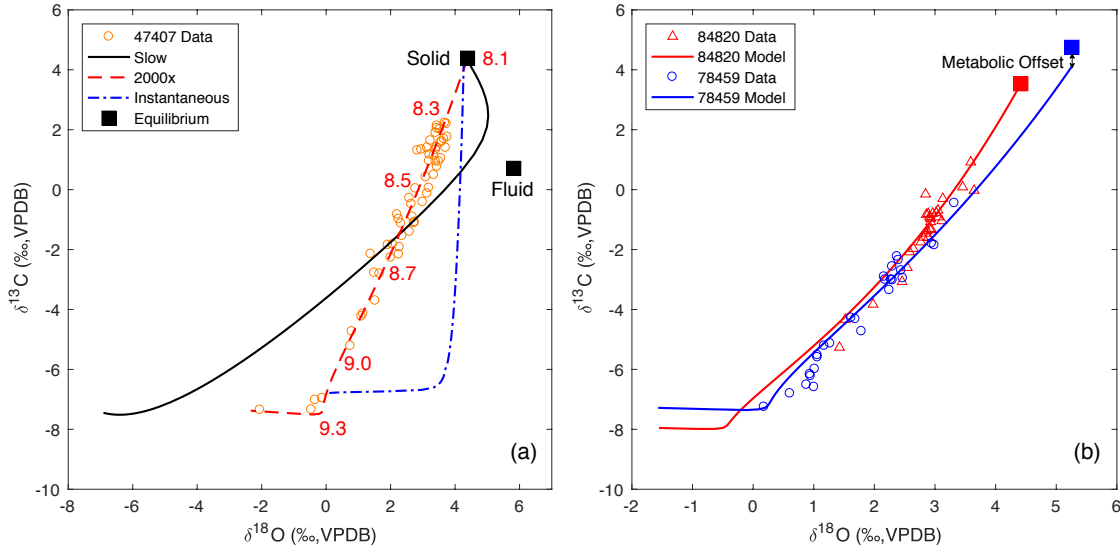 47407 Data
Slow
2000x
Instantaneous
Equilibrium
Solid
8.1
8.3
8.5
Fluid
8.7
9.0
9.3
(a)
6
4
2
0
-2
-4
-6
-8
-10
-8 -6 -4 -2 0 2 4 6
δ13C (‰,VPDB)
δ18O (‰,VPDB)
84820 Data
84820 Model
78459 Data
78459 Model
Metabolic Offset
(b)
6
4
2
0
-2
-4
-6
-8
-10
-2 -1 0 1 2 3 4 5 6
δ13C (‰,VPDB)
δ18O (‰,VPDB)